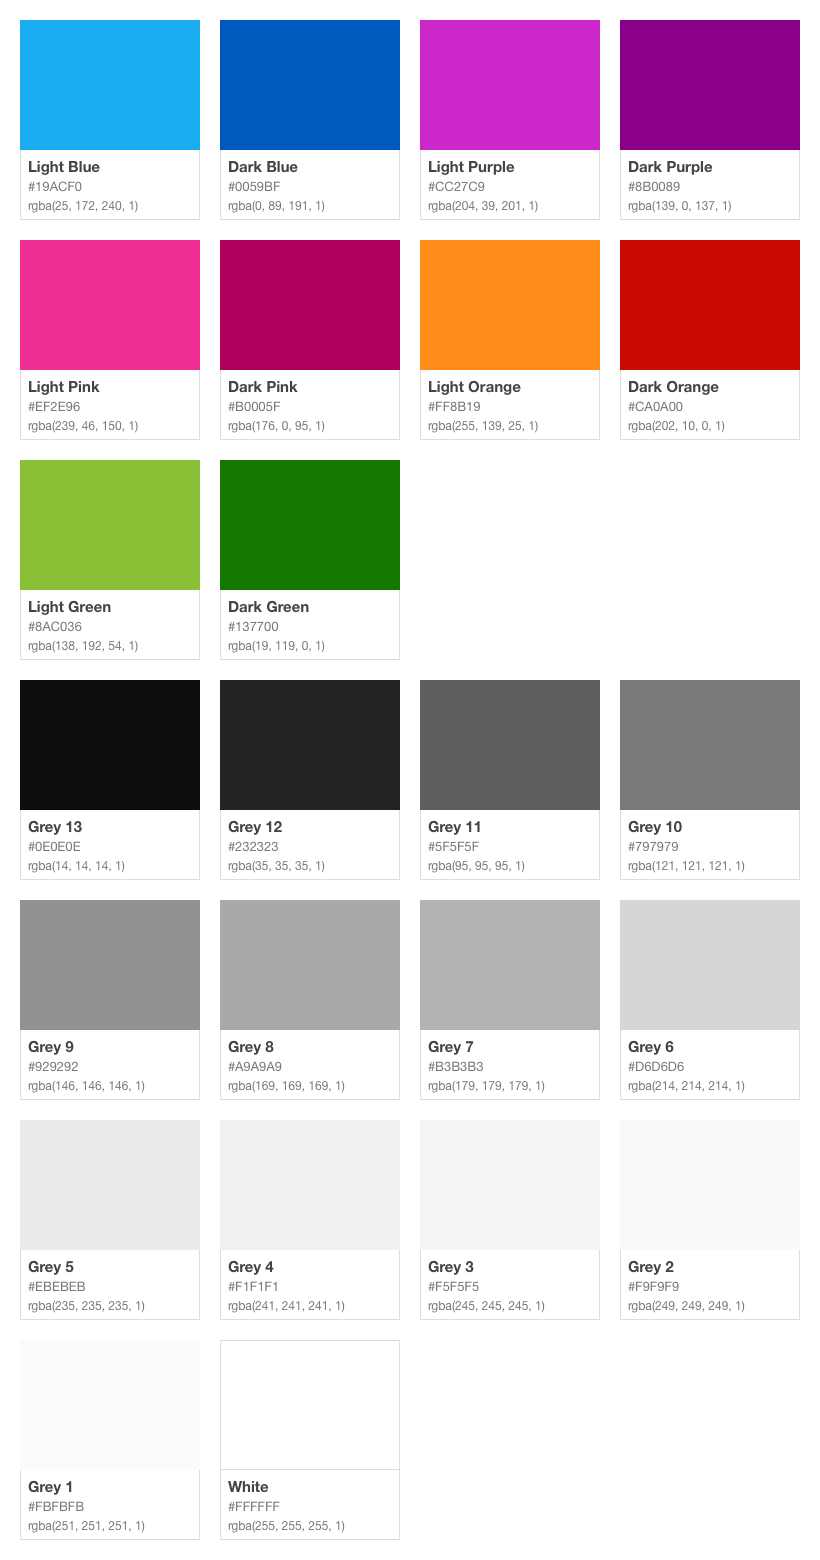 Light Blue
#19ACF0
rgba(25, 172, 240, 1)
Dark Blue
#0059BF
rgba(0, 89, 191, 1)
Light Purple
#CC27C9
rgba(204, 39, 201, 1)
Dark Purple
#8B0089
rgba(139, 0, 137, 1)
Light Pink
#EF2E96
rgba(239, 46, 150, 1)
Dark Pink
#B0005F
rgba(176, 0, 95, 1)
Light Orange
#FF8B19
rgba(255, 139, 25, 1)
Dark Orange
#CA0A00
rgba(202, 10, 0, 1)
Light Green
#8AC036
rgba(138, 192, 54, 1)
Dark Green
#137700
rgba(19, 119, 0, 1)
Grey 13
#0E0E0E
rgba(14, 14, 14, 1)
Grey 12
#232323
rgba(35, 35, 35, 1)
Grey 11
#5F5F5F
rgba(95, 95, 95, 1)
Grey 10
#797979
rgba(121, 121, 121, 1)
Grey 9
#929292
rgba(146, 146, 146, 1)
Grey 8
#A9A9A9
rgba(169, 169, 169, 1)
Grey 7
#B3B3B3
rgba(179, 179, 179, 1)
Grey 6
#D6D6D6
rgba(214, 214, 214, 1)
Grey 5
#EBEBEB
rgba(235, 235, 235, 1)
Grey 4
#F1F1F1
rgba(241, 241, 241, 1)
Grey 3
#F5F5F5
rgba(245, 245, 245, 1)
Grey 2
#F9F9F9
rgba(249, 249, 249, 1)
Grey 1
#FBFBFB
rgba(251, 251, 251, 1)
White
#FFFFFF
rgba(255, 255, 255, 1)